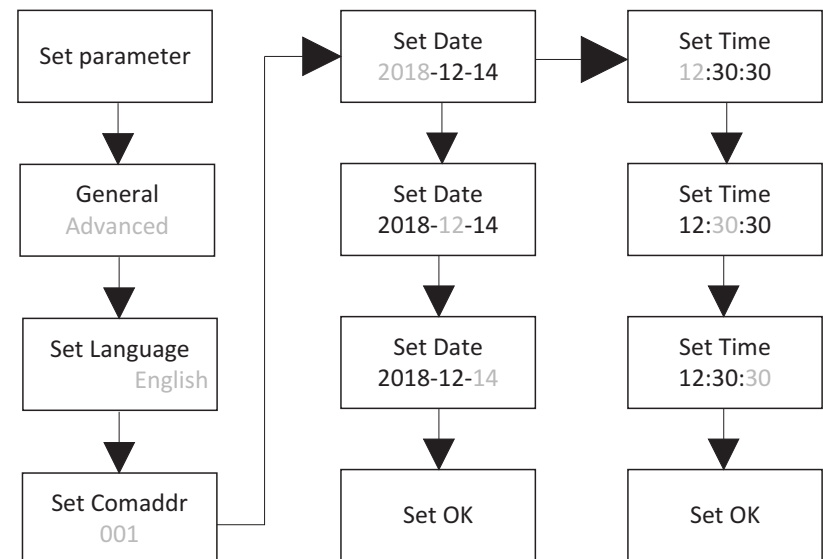 Set parameter
General
Advanced
Set Language
English
Set Comaddr
001
Set Date
2018-12-14
Set Date
2018-12-14
Set Date
2018-12-14
Set OK
Set Time
12:30:30
Set Time
12:30:30
Set Time
12:30:30
Set OK